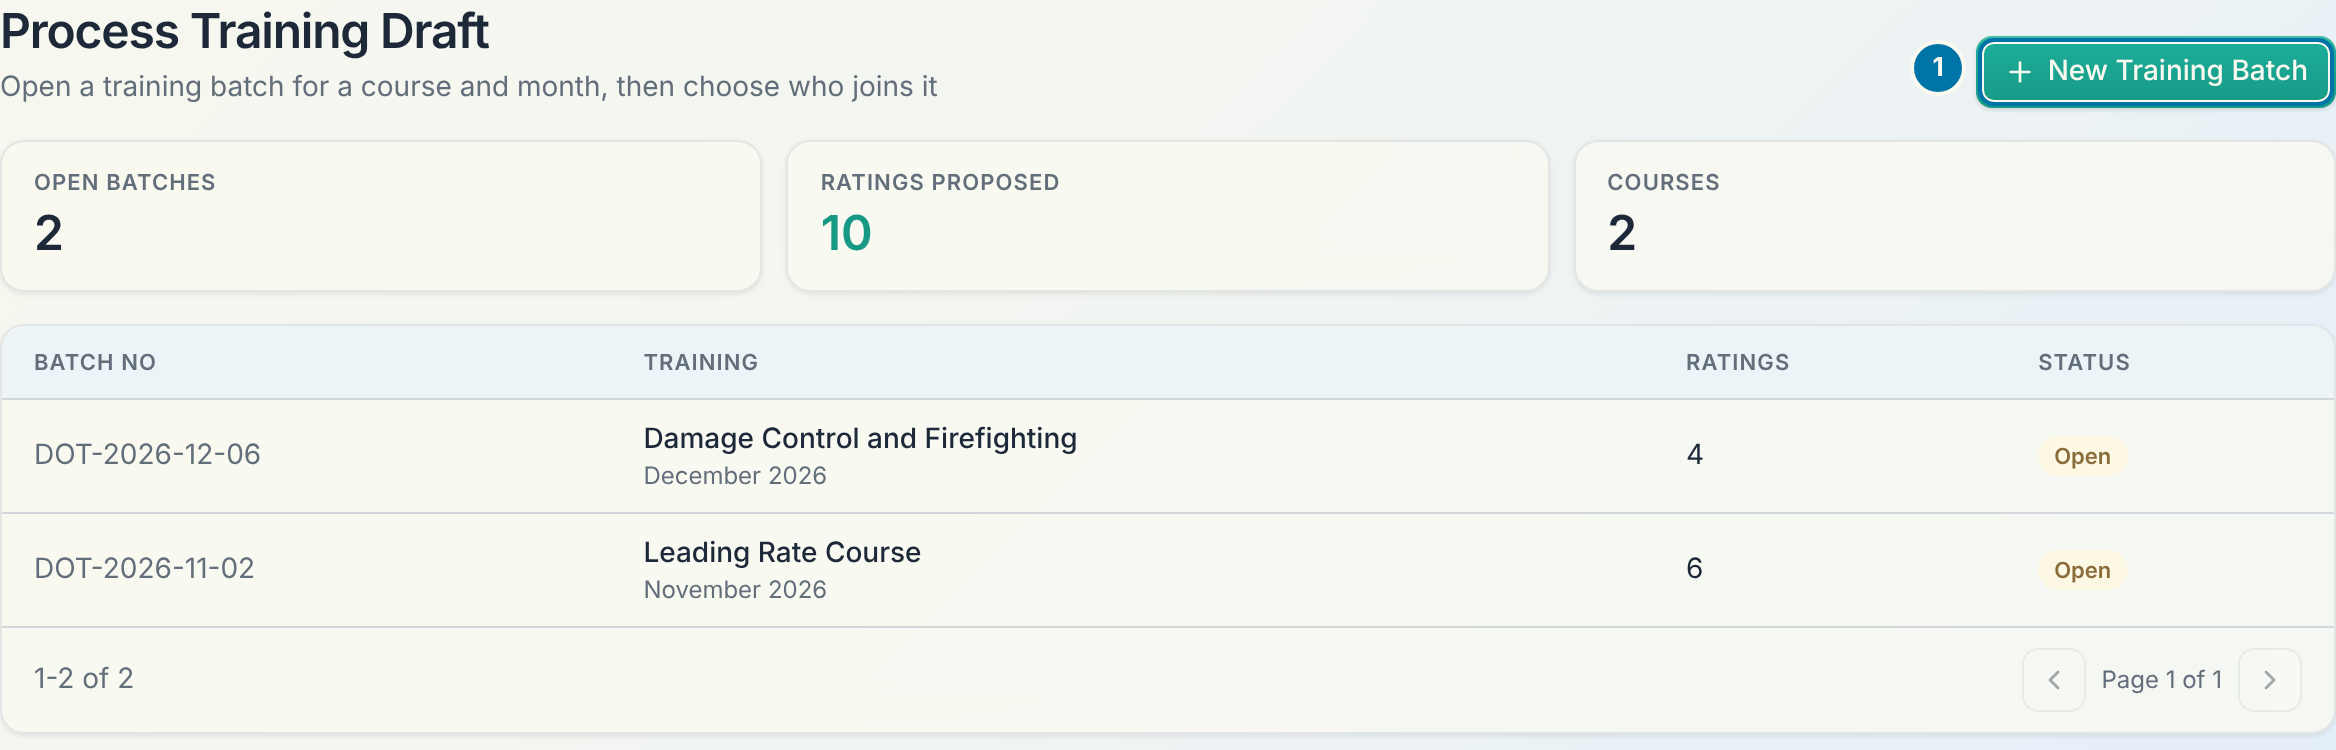 Process Training Draft
Open a training batch for a course and month, then choose who joins it
1
+ New Training Batch
OPEN BATCHES
2
RATINGS PROPOSED
10
COURSES
2
BATCH NO TRAINING RATINGS STATUS
DOT-2026-12-06 Damage Control and Firefighting 4 Open
December 2026
DOT-2026-11-02 Leading Rate Course 6 Open
November 2026
1-2 of 2 Page 1 of 1